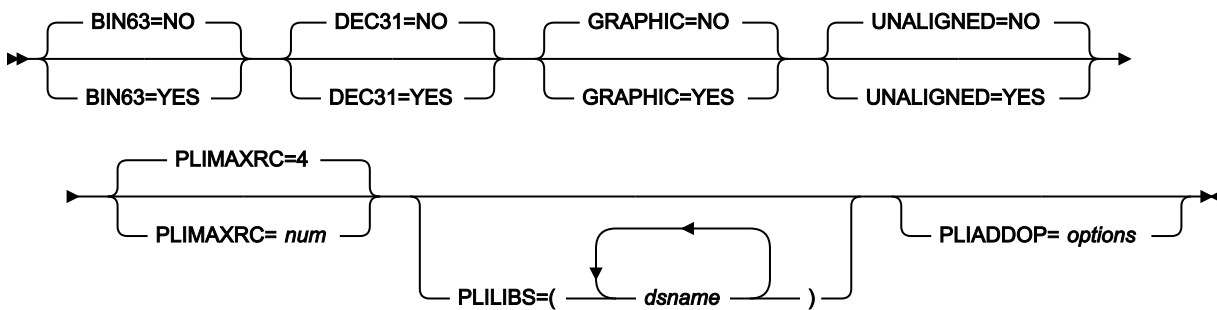 BIN63=NO DEC31=NO GRAPHIC=NO UNALIGNED=NO
BIN63=YES DEC31=YES GRAPHIC=YES UNALIGNED=YES
PLIMAXRC=4
PLIMAXRC= num PLIADDOP= options
PLILIBS=( dsname )